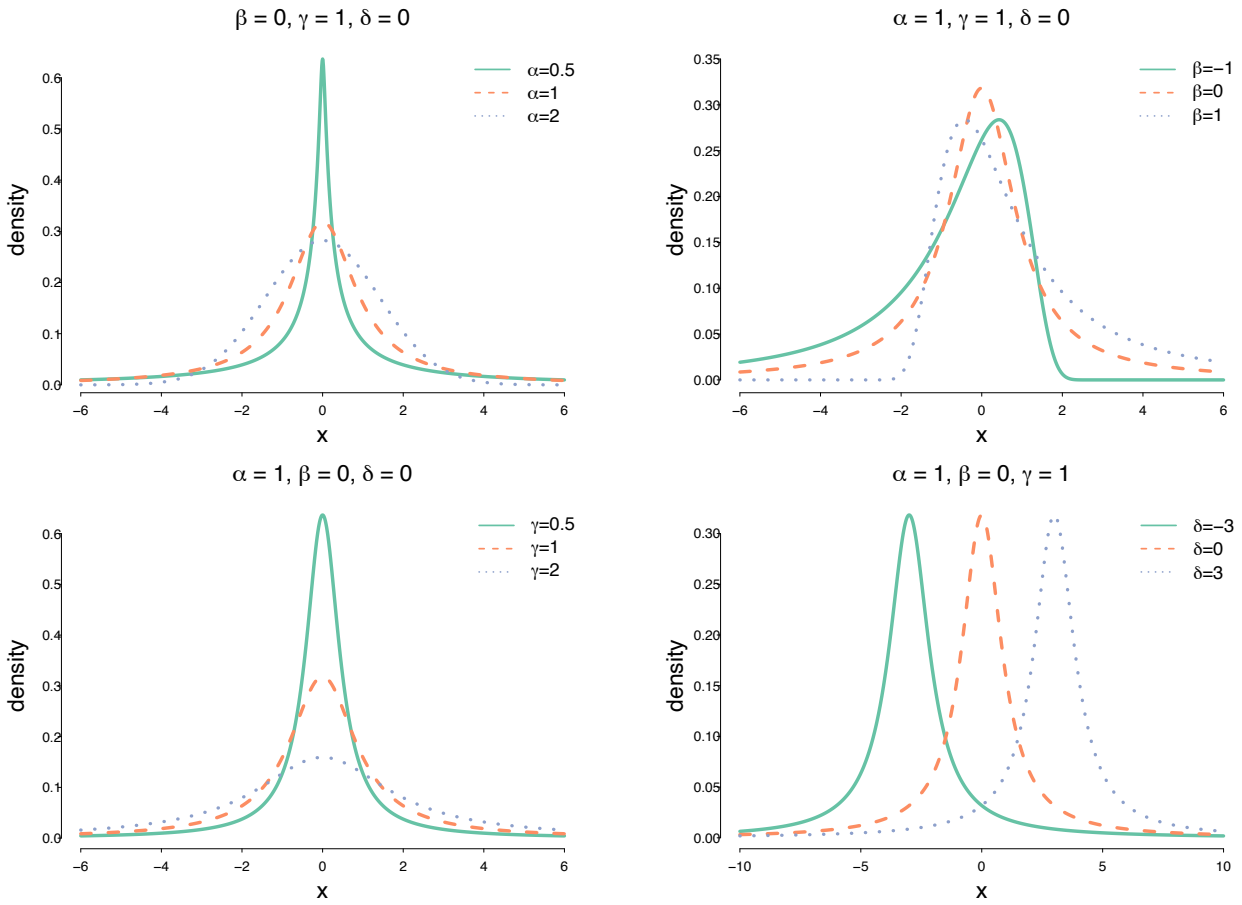 β = 0, γ = 1, δ = 0
α=0.5
α=1
α=2
density
0.6
0.5
0.4
0.3
0.2
0.1
0.0
−6 −4 −2 0 2 4 6
x
α = 1, γ = 1, δ = 0
β=−1
β=0
β=1
density
0.35
0.30
0.25
0.20
0.15
0.10
0.05
0.00
−6 −4 −2 0 2 4 6
x
α = 1, β = 0, δ = 0
γ=0.5
γ=1
γ=2
density
0.6
0.5
0.4
0.3
0.2
0.1
0.0
−6 −4 −2 0 2 4 6
x
α = 1, β = 0, γ = 1
δ=−3
δ=0
δ=3
density
0.30
0.25
0.20
0.15
0.10
0.05
0.00
−10 −5 0 5 10
x